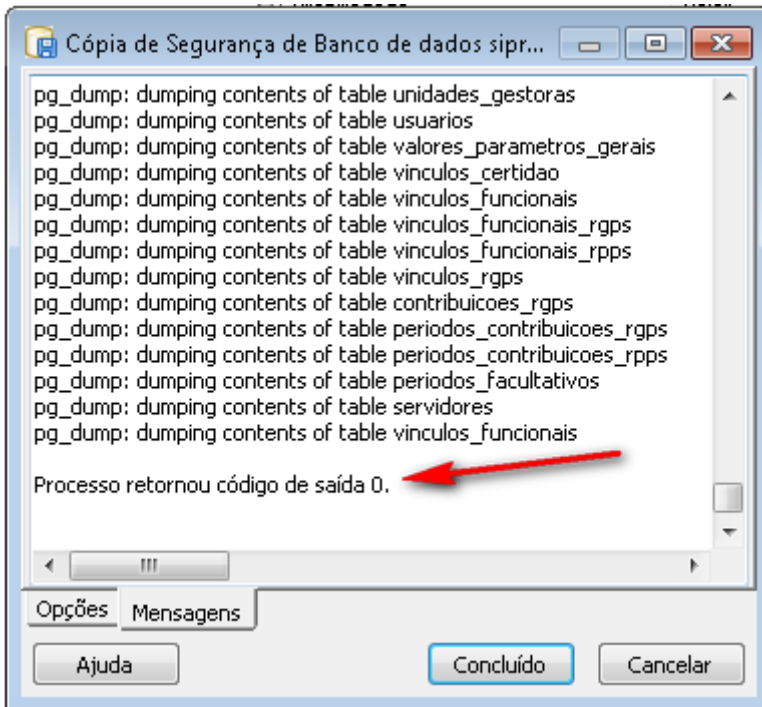 Cópia de Segurança de Banco de dados sipr...
pg_dump: dumping contents of table unidades_gestoras
pg_dump: dumping contents of table usuarios
pg_dump: dumping contents of table valores_parametros_gerais
pg_dump: dumping contents of table vinculos_certidao
pg_dump: dumping contents of table vinculos_funcionais
pg_dump: dumping contents of table vinculos_funcionais_rgps
pg_dump: dumping contents of table vinculos_funcionais_rpps
pg_dump: dumping contents of table vinculos_rgps
pg_dump: dumping contents of table contribuicoes_rgps
pg_dump: dumping contents of table periodos_contribuicoes_rgps
pg_dump: dumping contents of table periodos_contribuicoes_rpps
pg_dump: dumping contents of table periodos_facultativos
pg_dump: dumping contents of table servidores
pg_dump: dumping contents of table vinculos_funcionais
Processo retornou código de saída 0.
Opções Mensagens
Ajuda Concluído Cancelar